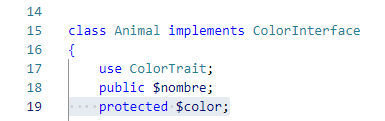 14
15 class Animal implements ColorInterface
16 {
17 use ColorTrait;
18 public $nombre;
19 protected $color;